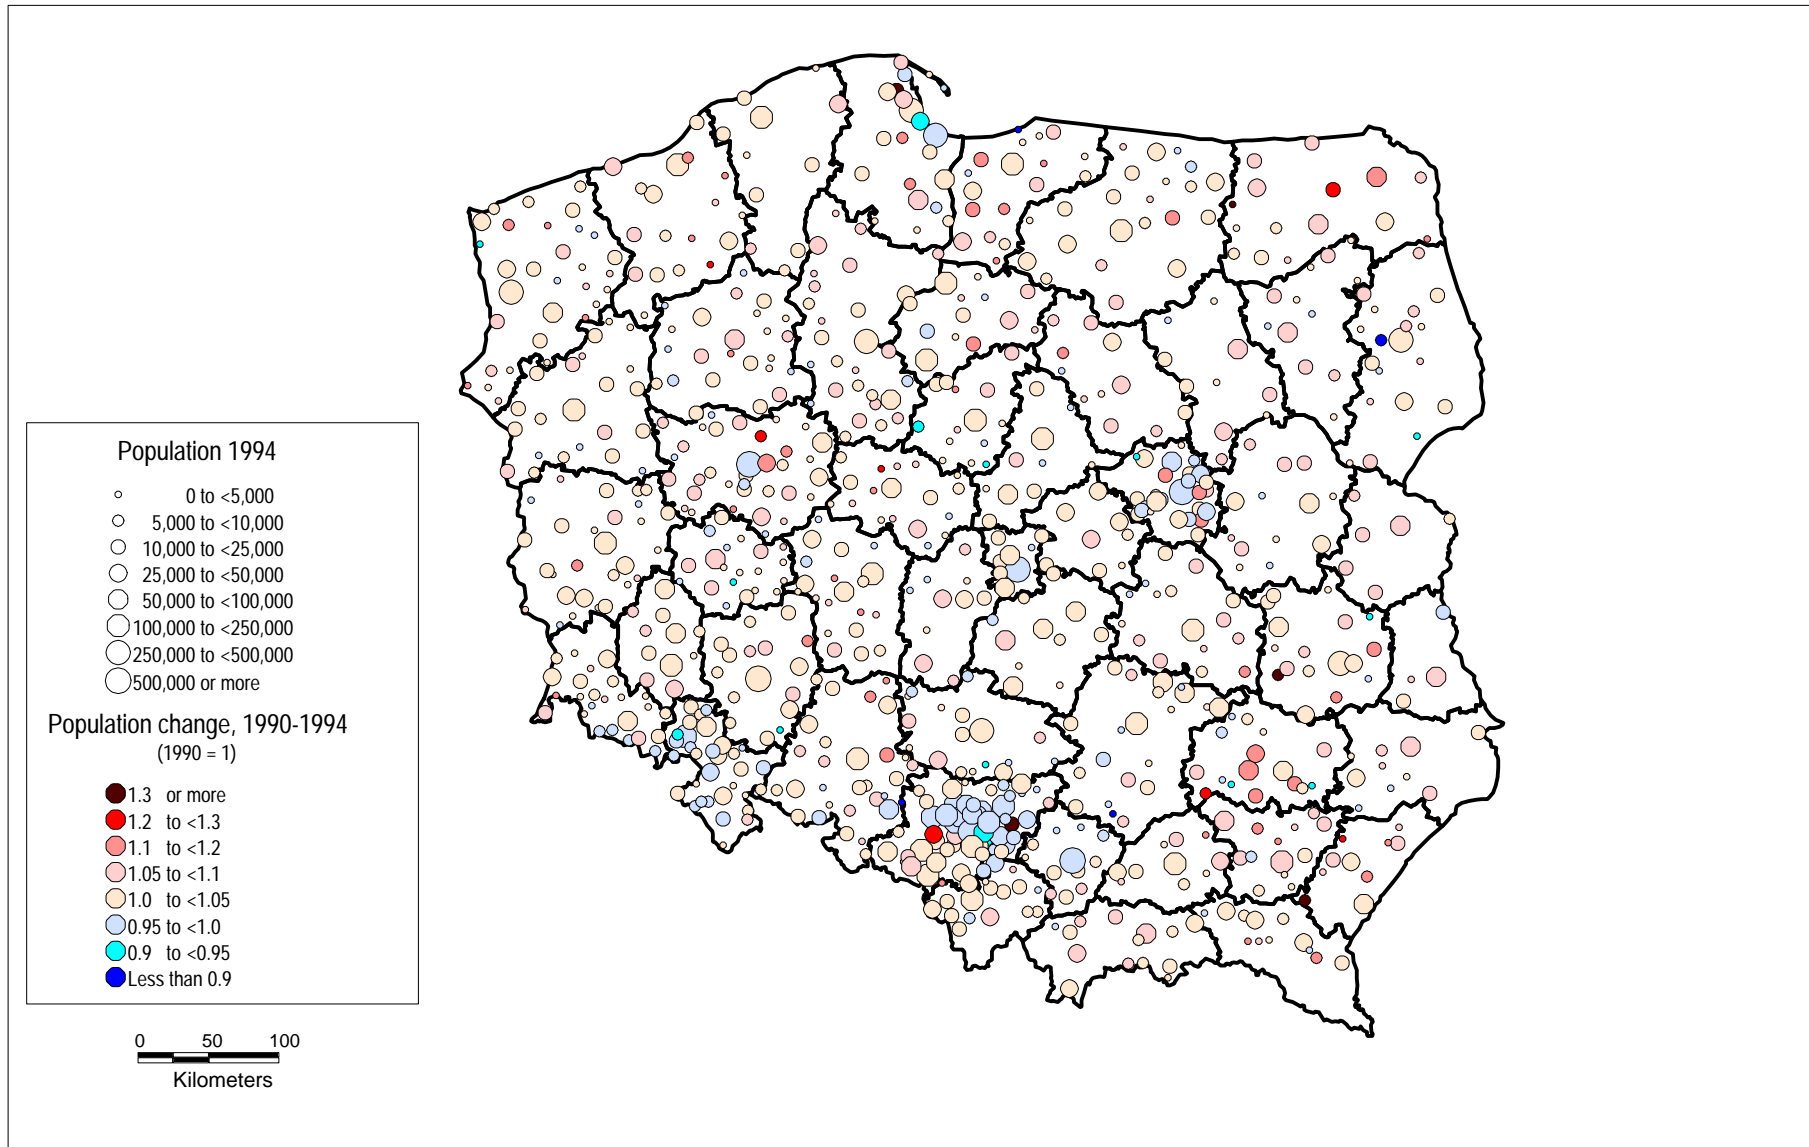 Population 1994
0 to <5,000
5,000 to <10,000
10,000 to <25,000
25,000 to <50,000
50,000 to <100,000
100,000 to <250,000
250,000 to <500,000
500,000 or more
Population change, 1990-1994
(1990 = 1)
1.3 or more
1.2 to <1.3
1.1 to <1.2
1.05 to <1.1
1.0 to <1.05
0.95 to <1.0
0.9 to <0.95
Less than 0.9
0 50 100
Kilometers